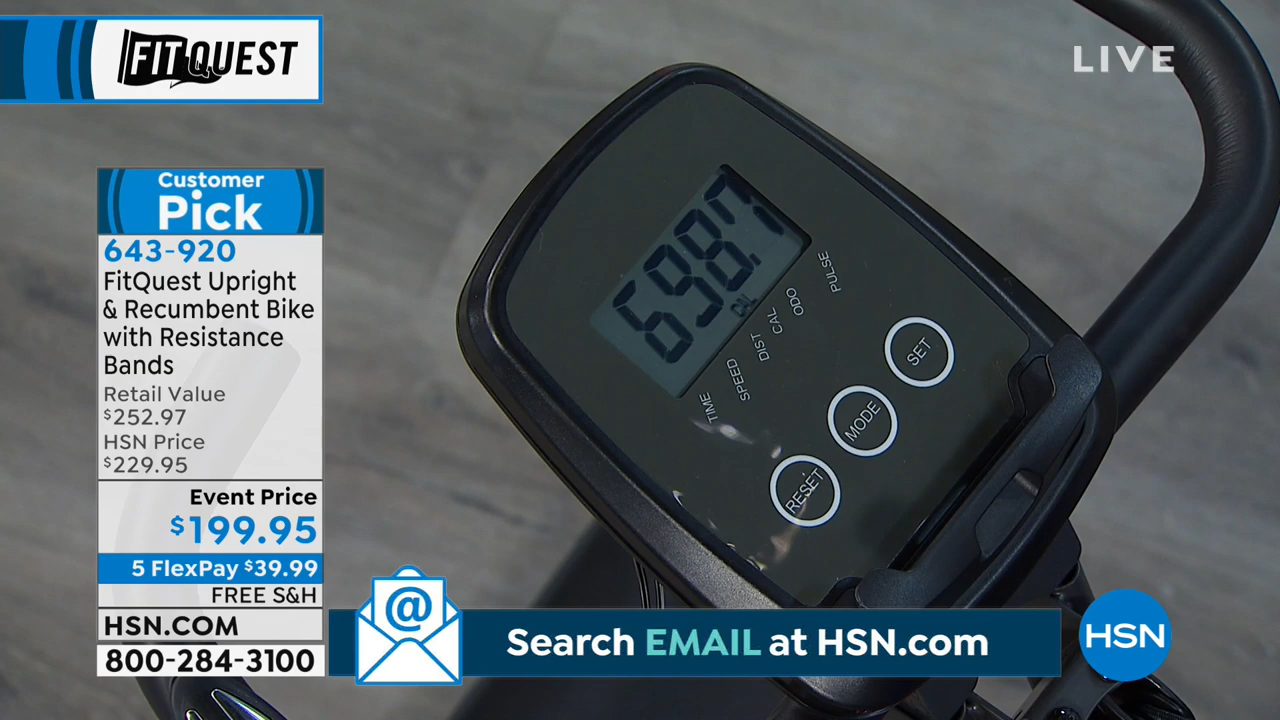 FITQUEST
LIVE
Customer
Pick
643-920
FitQuest Upright
& Recumbent Bike
with Resistance
Bands
Retail Value
$252.97
HSN Price
$229.95
Event Price
$199.95
5 FlexPay $39.99
FREE S&H
HSN.COM
800-284-3100
698.7
CAL
TIME
SPEED
DIST
CAL
ODO
PULSE
RESET
MODE
SET
@
Search EMAIL at HSN.com
HSN